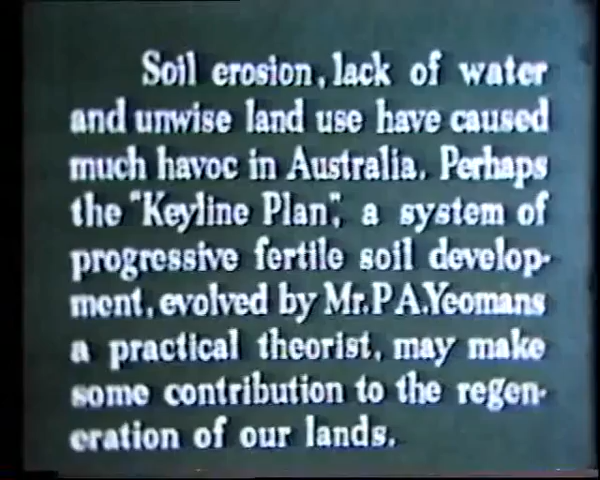 Soil erosion, lack of water
and unwise land use have caused
much havoc in Australia. Perhaps
the "Keyline Plan", a system of
progressive fertile soil develop-
ment, evolved by Mr. P A. Yeomans
a practical theorist, may make
some contribution to the regen-
eration of our lands.